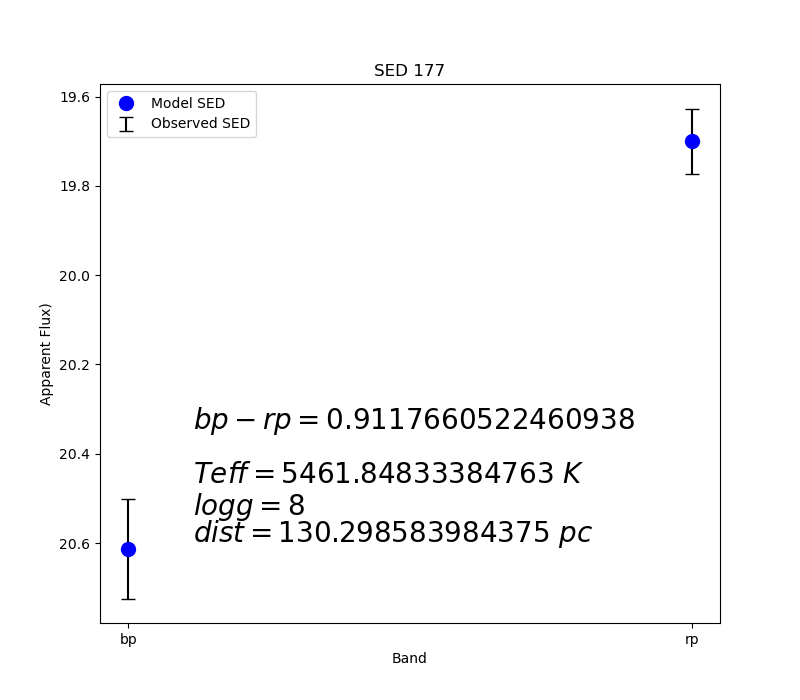 SED 177
Model SED
Observed SED
19.6
19.8
20.0
20.2
20.4
20.6
Apparent Flux)
bp − rp = 0.9117660522460938
Teff = 5461.84833384763 K
logg = 8
dist = 130.298583984375 pc
bp
rp
Band